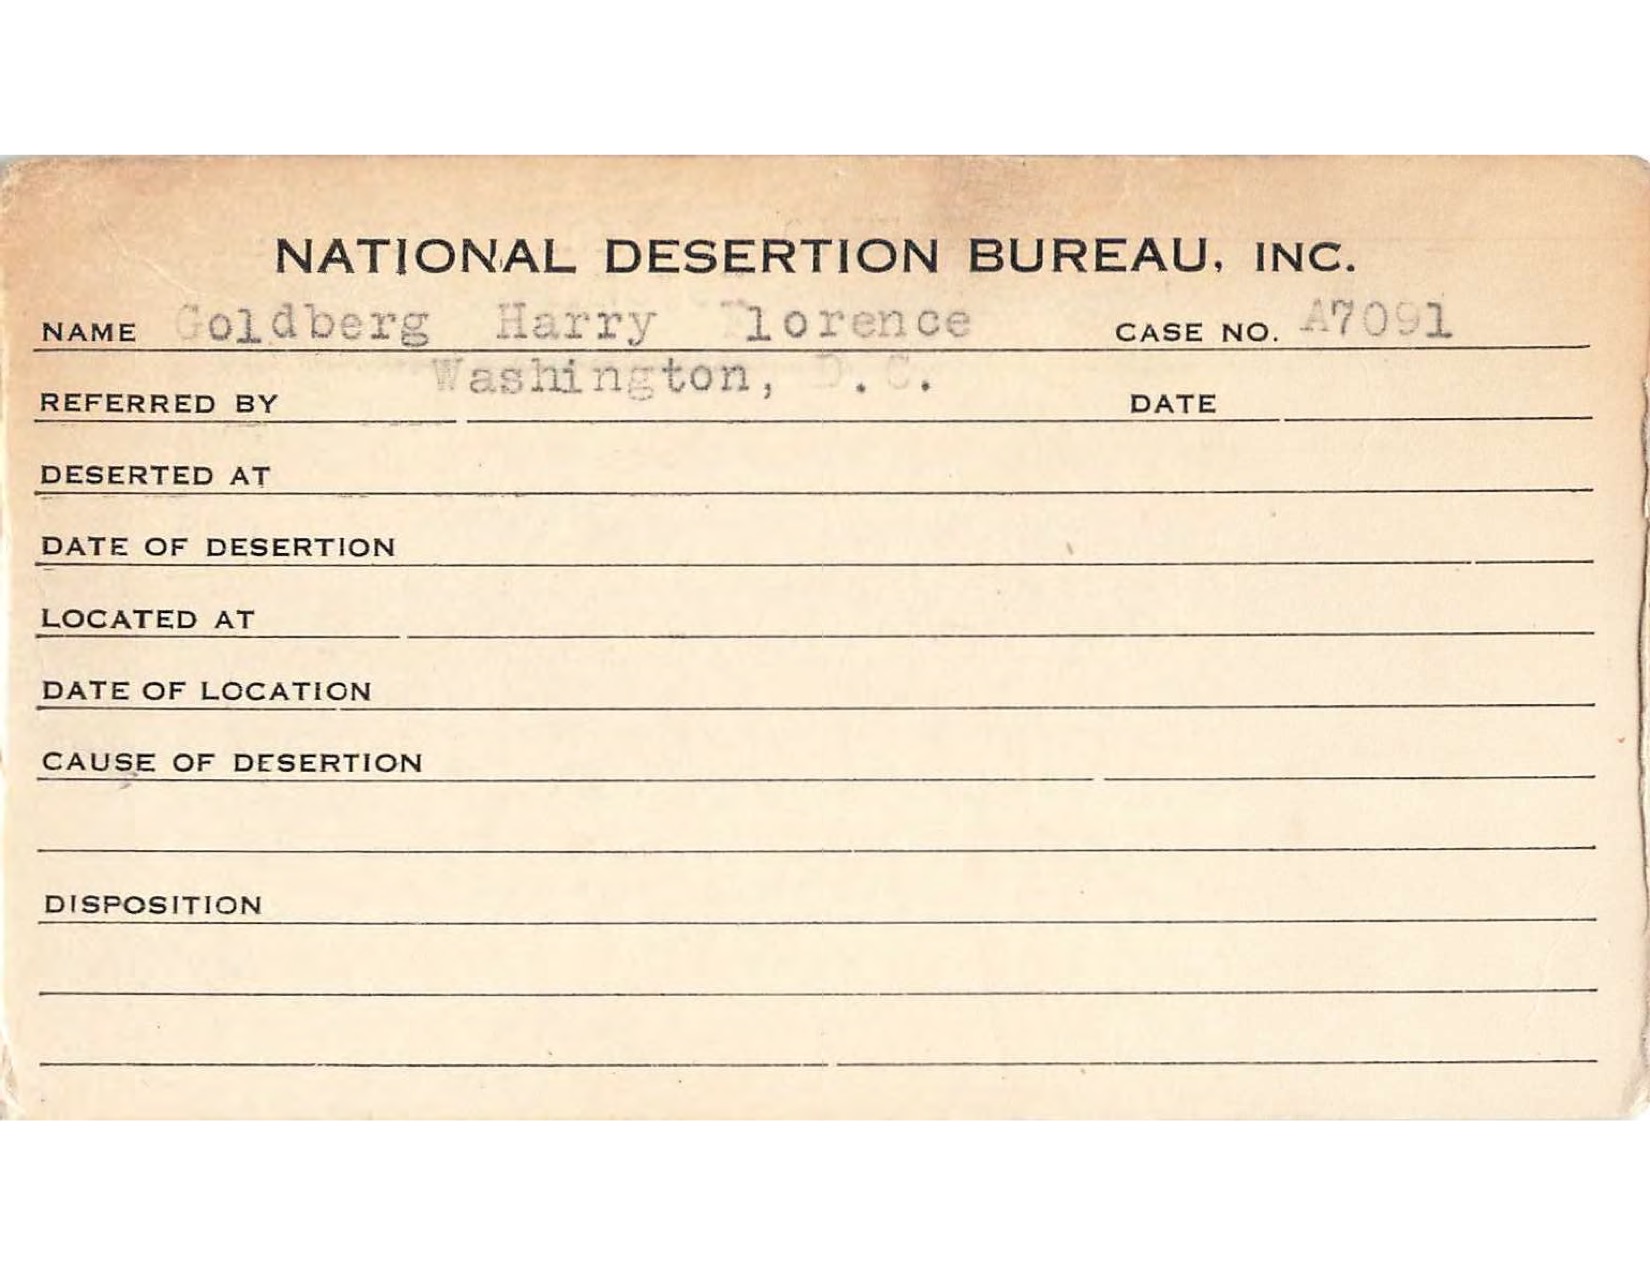 NATIONAL DESERTION BUREAU, INC.
NAME Goldberg Harry Florence CASE NO. A7091
Washington, D. C.
REFERRED BY DATE
DESERTED AT
DATE OF DESERTION
LOCATED AT
DATE OF LOCATION
CAUSE OF DESERTION
DISPOSITION